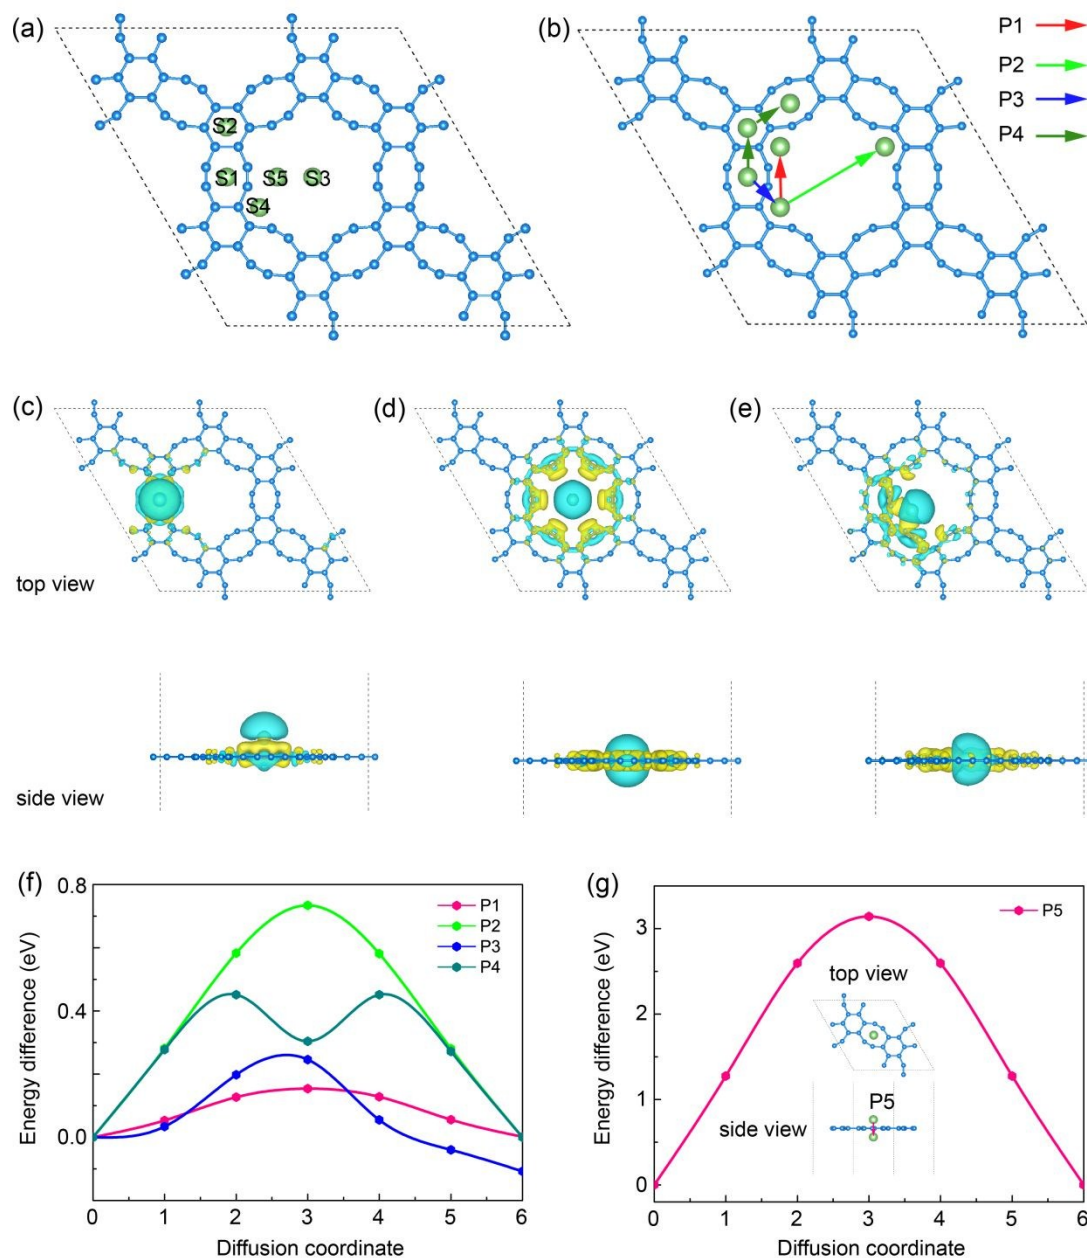 (a)
S2
S1
S5
S3
S4
(b)
P1
P2
P3
P4
(c)
(d)
(e)
top view
side view
(f)
0.8
0.4
0.0
Energy difference (eV)
P1
P2
P3
P4
0 1 2 3 4 5 6
Diffusion coordinate
(g)
3
2
1
0
Energy difference (eV)
P5
top view
P5
side view
0 1 2 3 4 5 6
Diffusion coordinate